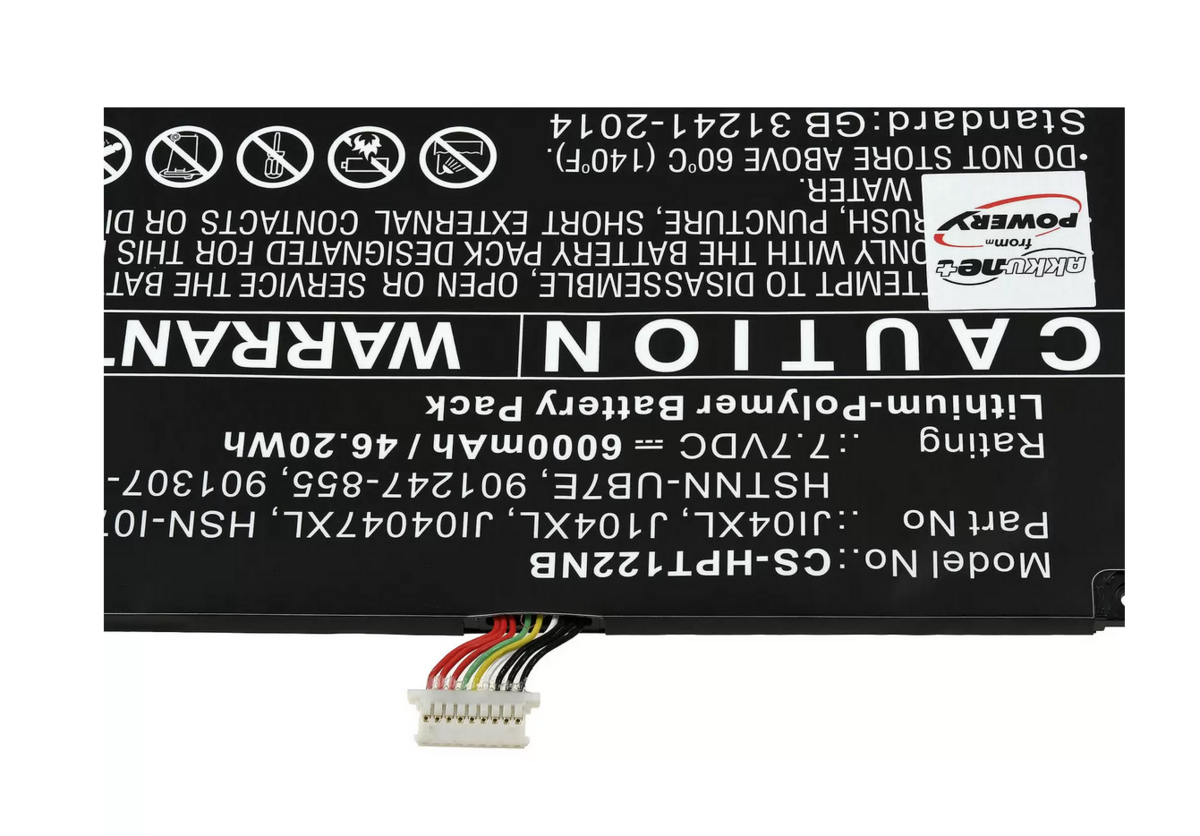 Model No.: CS-HPT122NB
Part No .: JI04XL, J104XL, JI04047XL, HSN-I07
HSTNN-UB7E, 901247-855, 901307-
Rating .: 7.7VDC ⎓ 6000mAh / 46.20Wh
Lithium-Polymer Battery Pack
CAUTION WARRANT
TEMPT TO DISASSEMBLE, OPEN, OR SERVICE THE BAT
ONLY WITH THE BATTERY PACK DESIGNATED FOR THIS
RUSH, PUNCTURE, SHORT EXTERNAL CONTACTS OR DI
WATER.
•DO NOT STORE ABOVE 60°C (140°F).
Standard:GB 31241-2014
akku-net
from
POWERY